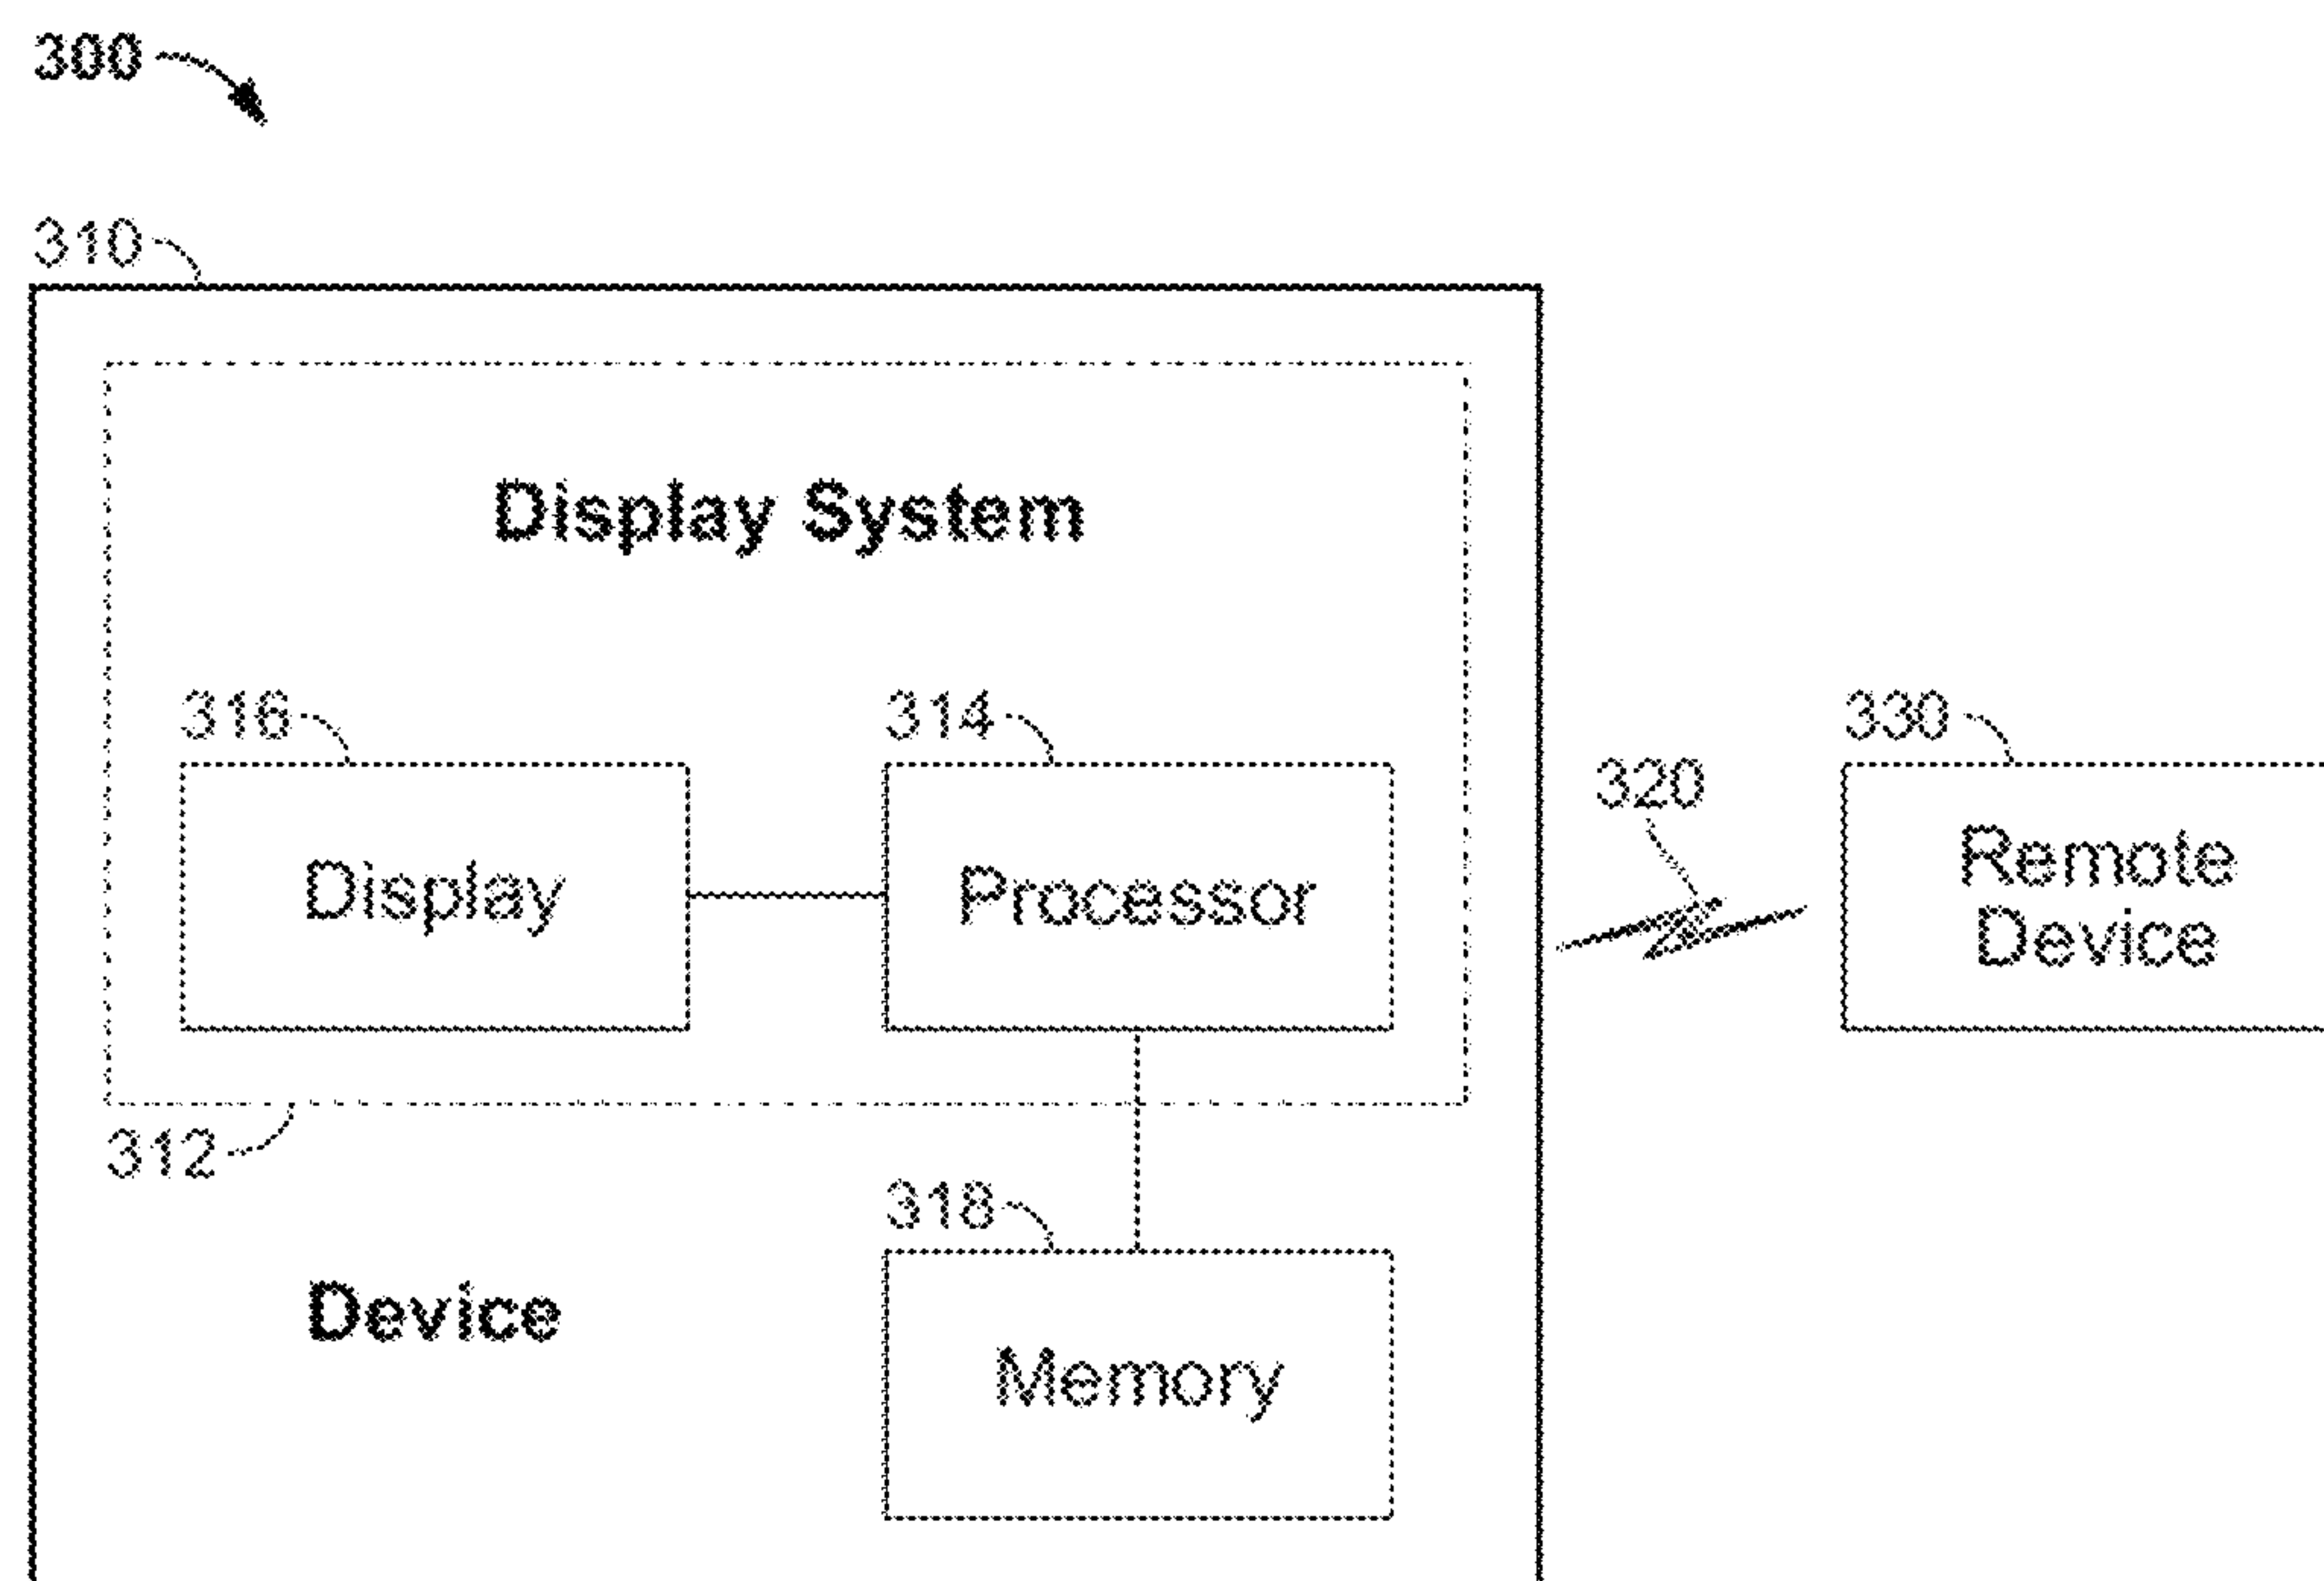 300
310
Display System
316
314
330
320
Display
Processor
Remote
Device
312
318
Device
Memory